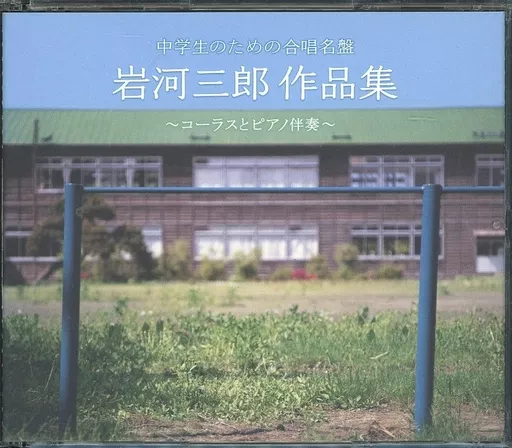 中学生のための合唱名盤
岩河三郎 作品集
〜コーラスとピアノ伴奏〜